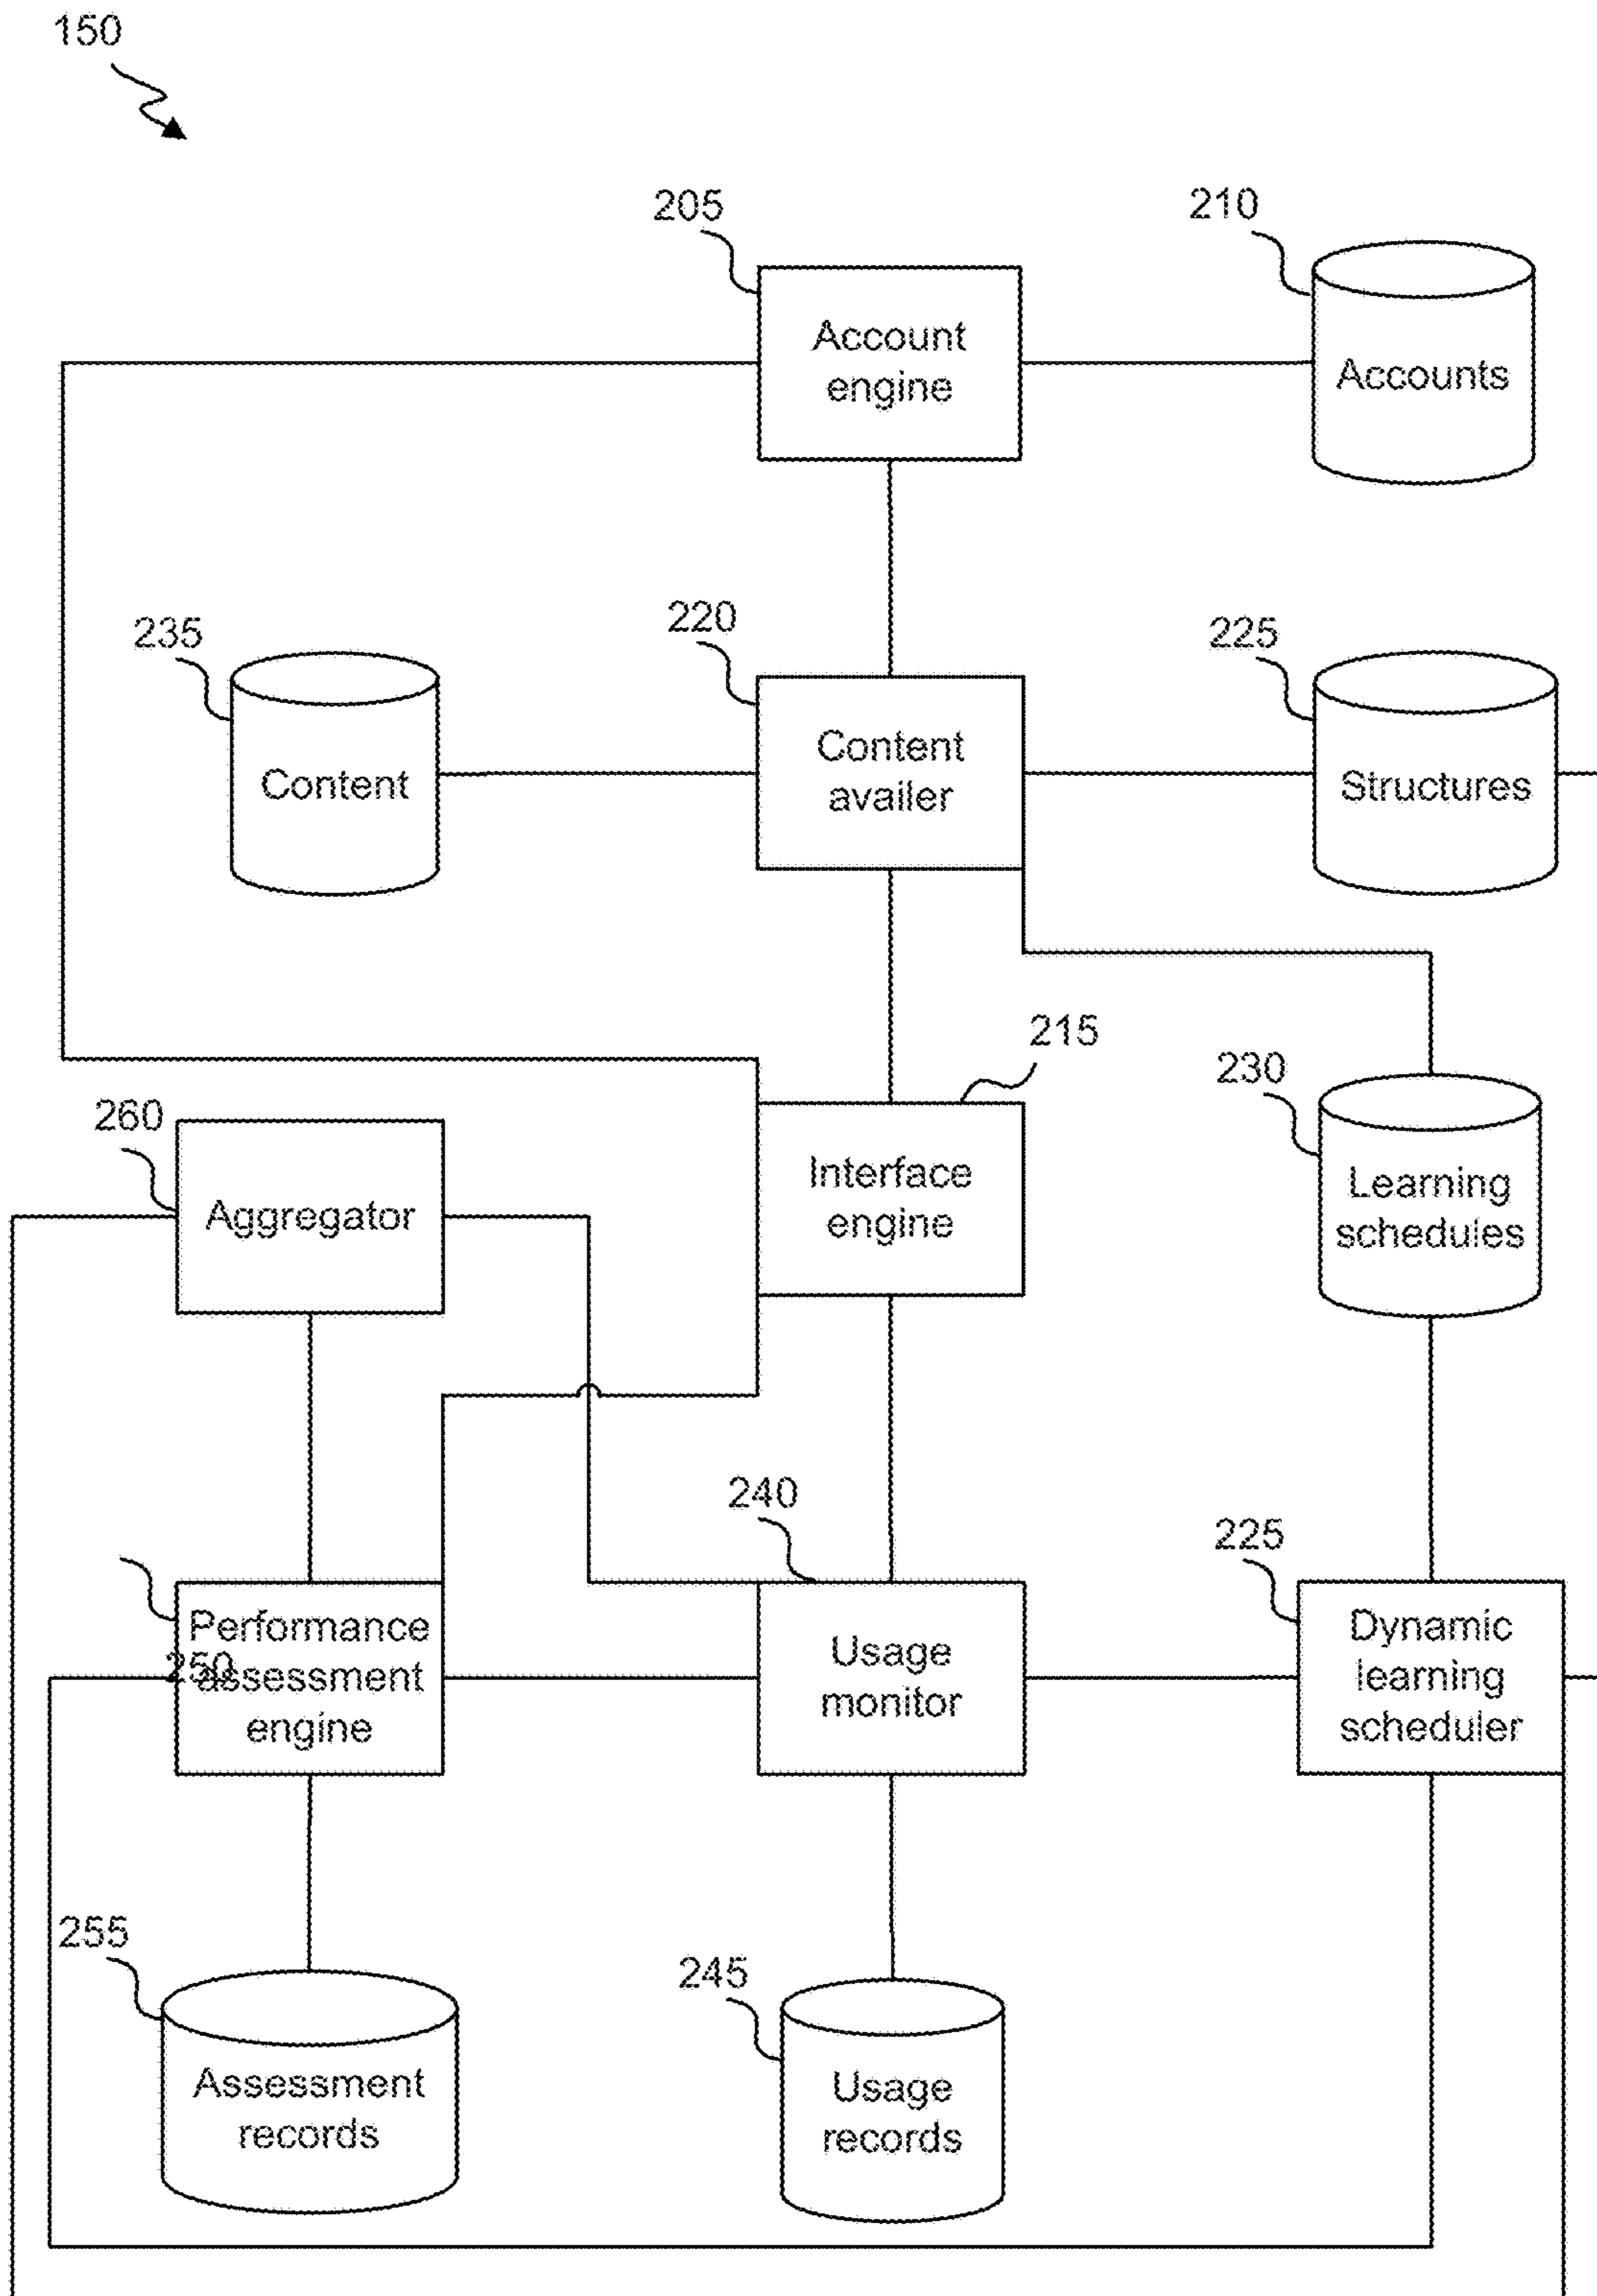 150
205
210
Account
engine
Accounts
235
220
225
Content
Content
availer
Structures
215
230
260
Aggregator
Interface
engine
Learning
schedules
240
225
250
Performance
assessment
engine
Usage
monitor
Dynamic
learning
scheduler
255
245
Assessment
records
Usage
records